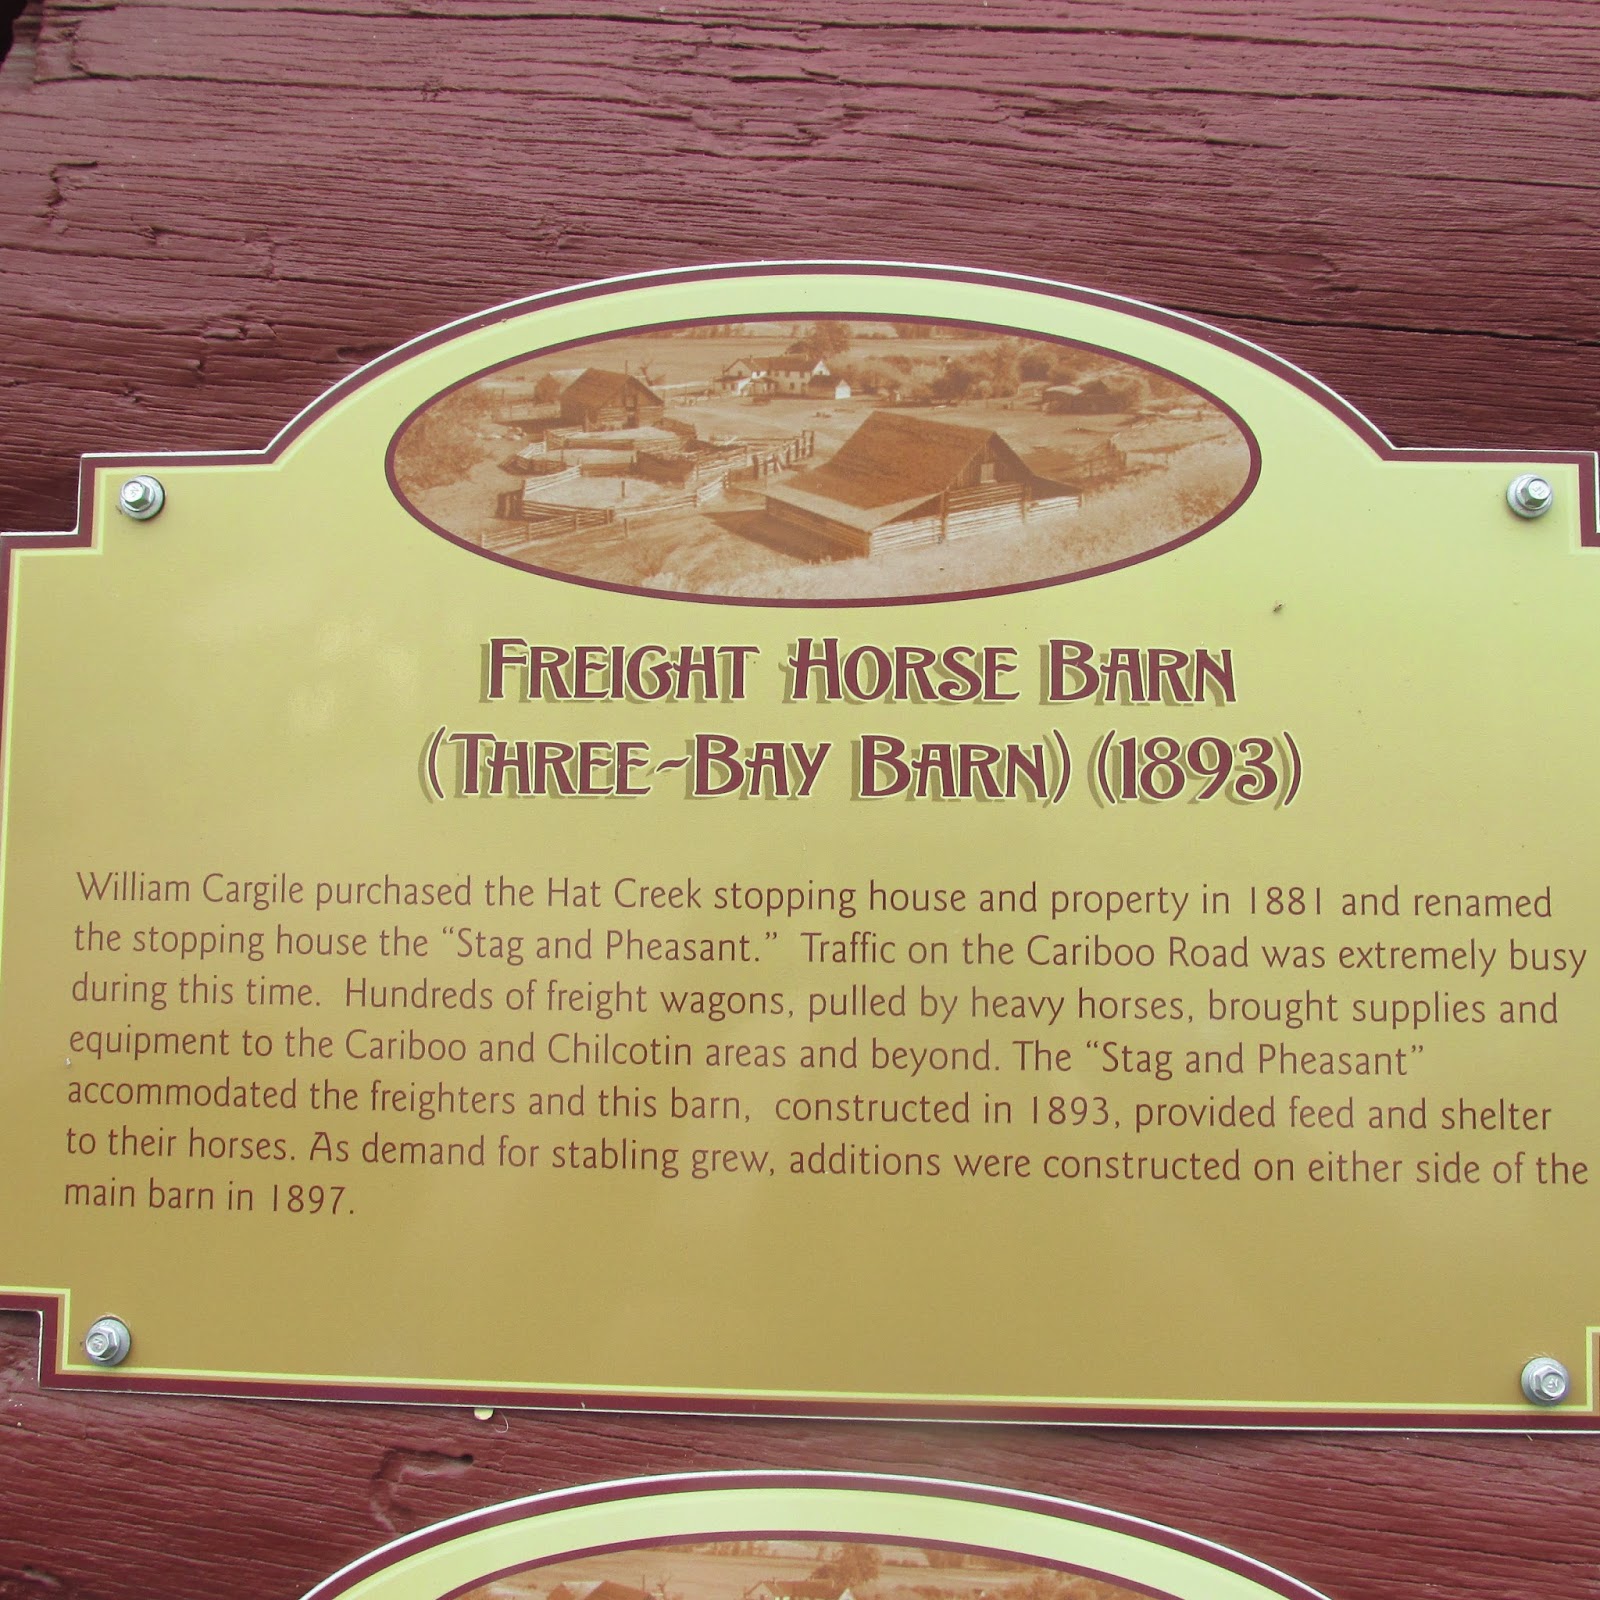 Freight Horse Barn
(Three~Bay Barn) (1893)
William Cargile purchased the Hat Creek stopping house and property in 1881 and renamed
the stopping house the “Stag and Pheasant.” Traffic on the Cariboo Road was extremely busy
during this time. Hundreds of freight wagons, pulled by heavy horses, brought supplies and
equipment to the Cariboo and Chilcotin areas and beyond. The “Stag and Pheasant”
accommodated the freighters and this barn, constructed in 1893, provided feed and shelter
to their horses. As demand for stabling grew, additions were constructed on either side of the
main barn in 1897.